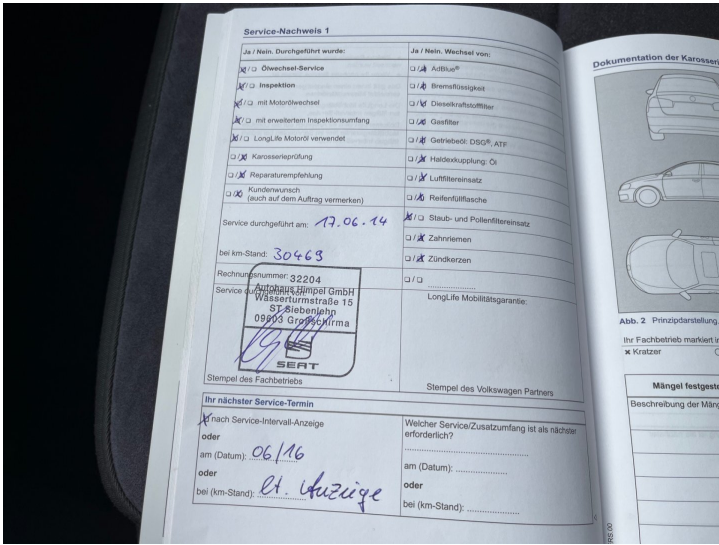 Service-Nachweis 1
Ja / Nein. Durchgeführt wurde:
☒/☐ Ölwechsel-Service
☒/☐ Inspektion
☒/☐ mit Motorölwechsel
☒/☐ mit erweitertem Inspektionsumfang
☒/☐ LongLife Motoröl verwendet
☐/☒ Karosserieprüfung
☐/☒ Reparaturempfehlung
☐/☒ Kundenwunsch
(auch auf dem Auftrag vermerken)
Service durchgeführt am: 17.06.14
bei km-Stand: 30469
Rechnungsnummer: 32204
Service durchgeführt von:
Autohaus Himpel GmbH
Wasserturmstraße 15
ST Siebenlehn
09603 Großschirma
SEAT
Stempel des Fachbetriebs
Ja / Nein. Wechsel von:
☐/☒ AdBlue®
☐/☒ Bremsflüssigkeit
☐/☒ Dieselkraftstofffilter
☐/☒ Gasfilter
☐/☒ Getriebeöl: DSG®, ATF
☐/☒ Haldexkupplung: Öl
☐/☒ Luftfiltereinsatz
☐/☒ Reifenfüllflasche
☒/☐ Staub- und Pollenfiltereinsatz
☐/☒ Zahnriemen
☐/☒ Zündkerzen
☐/☐ ....................
LongLife Mobilitätsgarantie:
Stempel des Volkswagen Partners
Ihr nächster Service-Termin
☒ nach Service-Intervall-Anzeige
oder
am (Datum): 06/16
oder
bei (km-Stand): lt. Anzeige
Welcher Service/Zusatzumfang ist als nächster
erforderlich?
am (Datum): ....................
oder
bei (km-Stand): ....................
Dokumentation der Karosseri
Abb. 2 Prinzipdarstellung.
Ihr Fachbetrieb markiert i
× Kratzer
Mängel festgeste
Beschreibung der Mäng